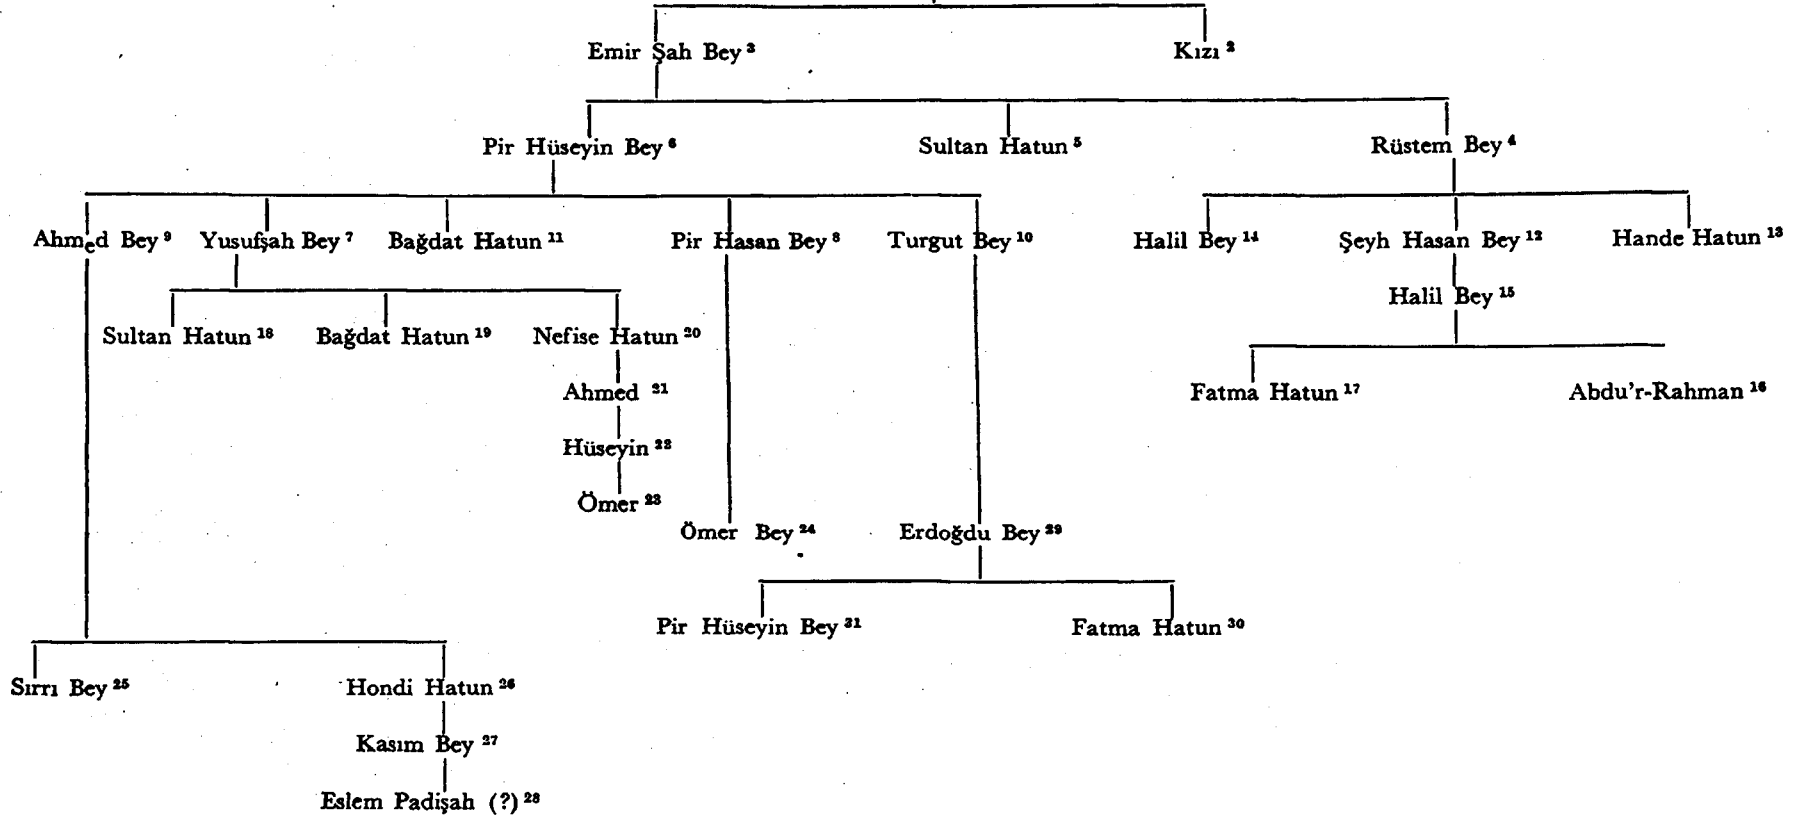 Emir Şah Bey ³ Kızı ²
Pir Hüseyin Bey ⁶ Sultan Hatun ⁵ Rüstem Bey ⁴
Ahmed Bey ⁹ Yusufşah Bey ⁷ Bağdat Hatun ¹¹ Pir Hasan Bey ⁸ Turgut Bey ¹⁰ Halil Bey ¹⁴ Şeyh Hasan Bey ¹² Hande Hatun ¹³
Halil Bey ¹⁵
Sultan Hatun ¹⁸ Bağdat Hatun ¹⁹ Nefise Hatun ²⁰
Ahmed ²¹ Fatma Hatun ¹⁷ Abdu'r-Rahman ¹⁶
Hüseyin ²²
Ömer ²³
Ömer Bey ²⁴ Erdoğdu Bey ²⁹
Pir Hüseyin Bey ³¹ Fatma Hatun ³⁰
Sırrı Bey ²⁵ Hondi Hatun ²⁶
Kasım Bey ²⁷
Eslem Padişah (?) ²⁸